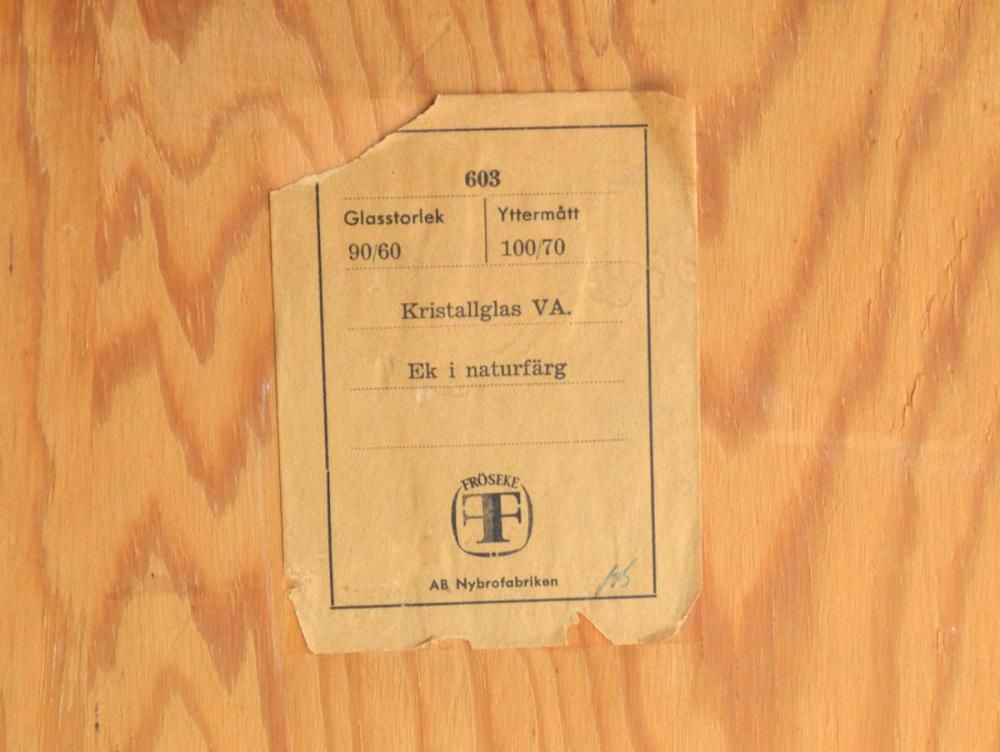 603
Glasstorlek Yttermått
90/60 100/70
Kristallglas VA.
Ek i naturfärg
FRÖSEKE
F
AB Nybrofabriken